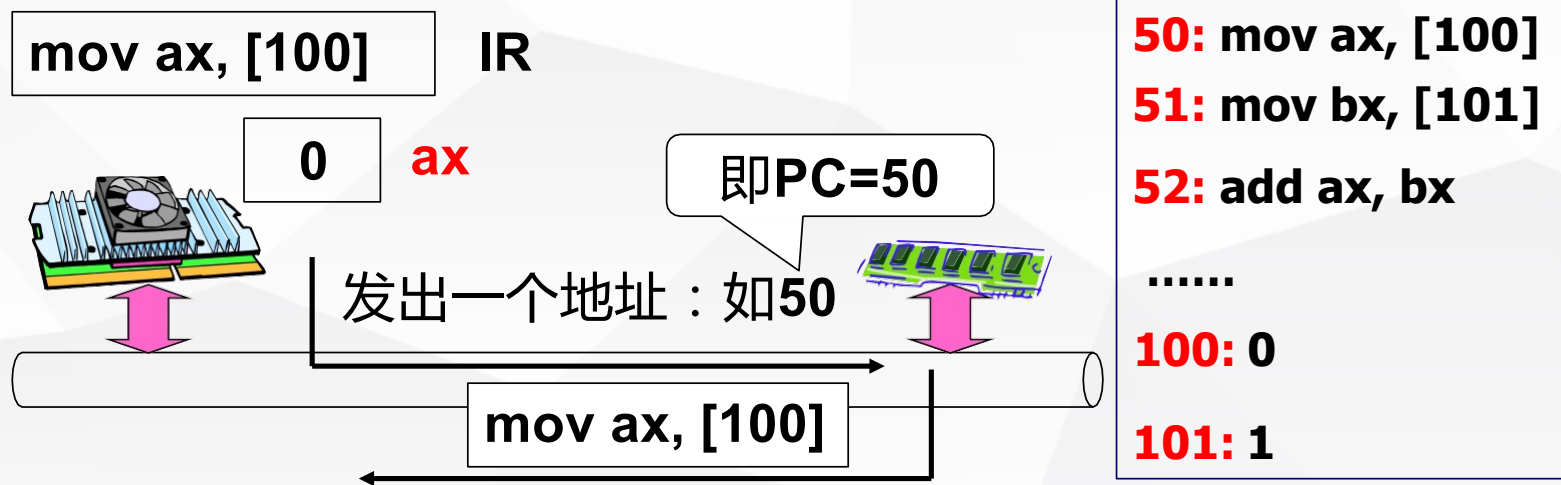 mov ax, [100]
IR
0
ax
即PC=50
发出一个地址：如50
mov ax, [100]
50: mov ax, [100]
51: mov bx, [101]
52: add ax, bx
......
100: 0
101: 1